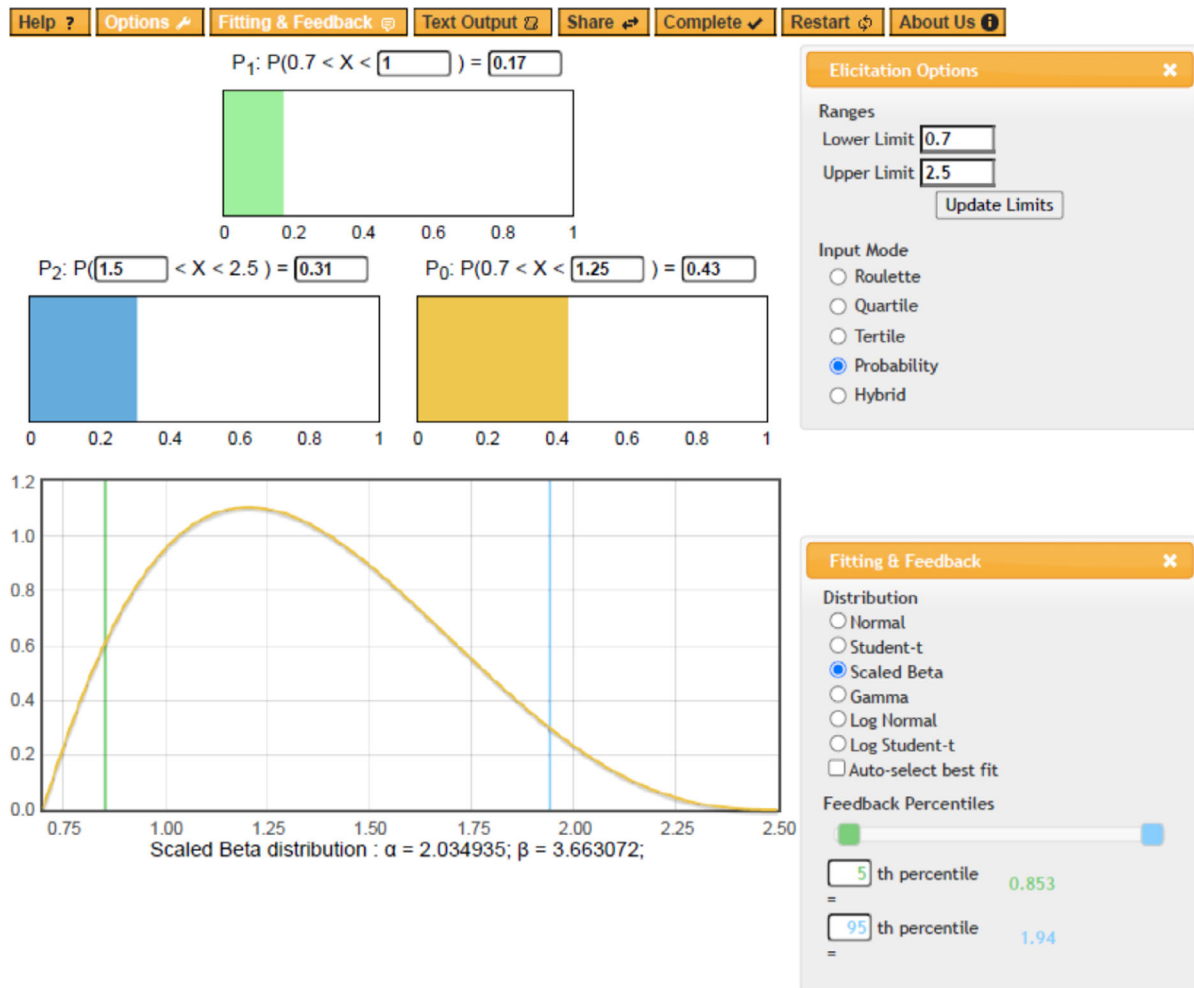 Help ? Options Fitting & Feedback Text Output Share Complete Restart About Us
P1: P(0.7 < X < 1 ) = 0.17
0 0.2 0.4 0.6 0.8 1
P2: P( 1.5 < X < 2.5 ) = 0.31
P0: P(0.7 < X < 1.25 ) = 0.43
0 0.2 0.4 0.6 0.8 1
0 0.2 0.4 0.6 0.8 1
1.2
1.0
0.8
0.6
0.4
0.2
0.0
0.75 1.00 1.25 1.50 1.75 2.00 2.25 2.50
Scaled Beta distribution : α = 2.034935; β = 3.663072;
Elicitation Options
Ranges
Lower Limit 0.7
Upper Limit 2.5
Update Limits
Input Mode
Roulette
Quartile
Tertile
Probability
Hybrid
Fitting & Feedback
Distribution
Normal
Student-t
Scaled Beta
Gamma
Log Normal
Log Student-t
Auto-select best fit
Feedback Percentiles
5 th percentile 0.853
=
95 th percentile 1.94
=